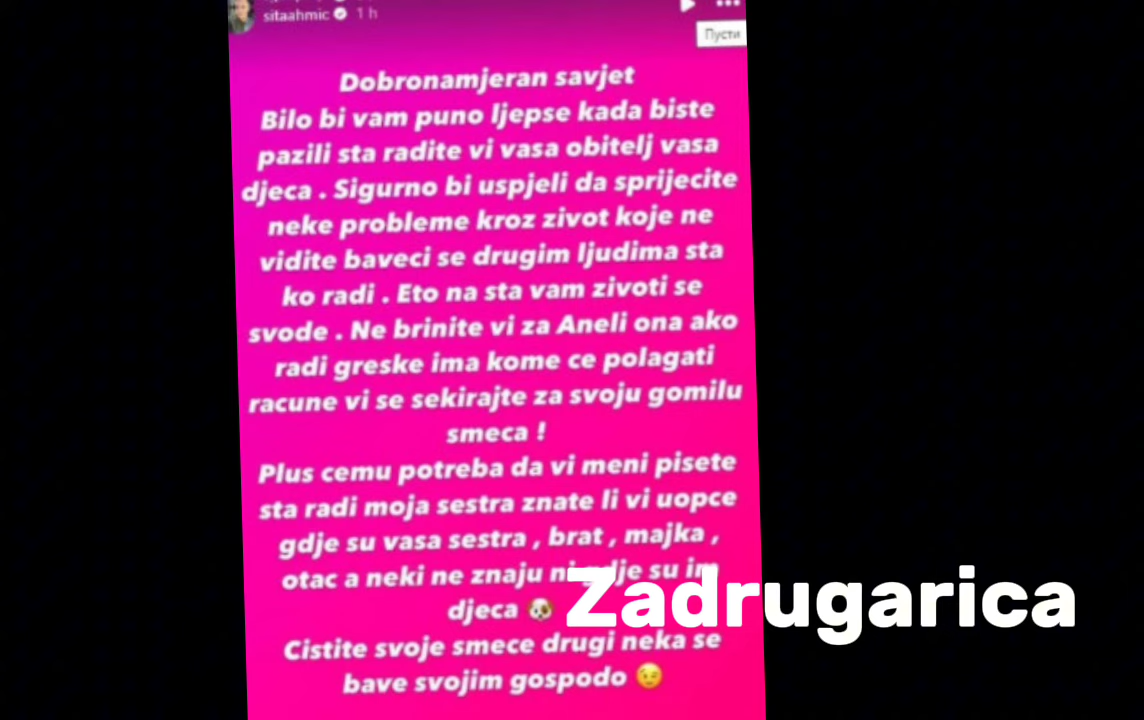 sitaahmic 1 h
Пусти
Dobronamjeran savjet
Bilo bi vam puno ljepse kada biste
pazili sta radite vi vasa obitelj vasa
djeca . Sigurno bi uspjeli da sprijecite
neke probleme kroz zivot koje ne
vidite baveci se drugim ljudima sta
ko radi . Eto na sta vam zivoti se
svode . Ne brinite vi za Aneli ona ako
radi greske ima kome ce polagati
racune vi se sekirajte za svoju gomilu
smeca !
Plus cemu potreba da vi meni pisete
sta radi moja sestra znate li vi uopce
gdje su vasa sestra , brat , majka ,
otac a neki ne znaju ni gdje su im
djeca 🐶
Zadrugarica
Cistite svoje smece drugi neka se
bave svojim gospodo 😉